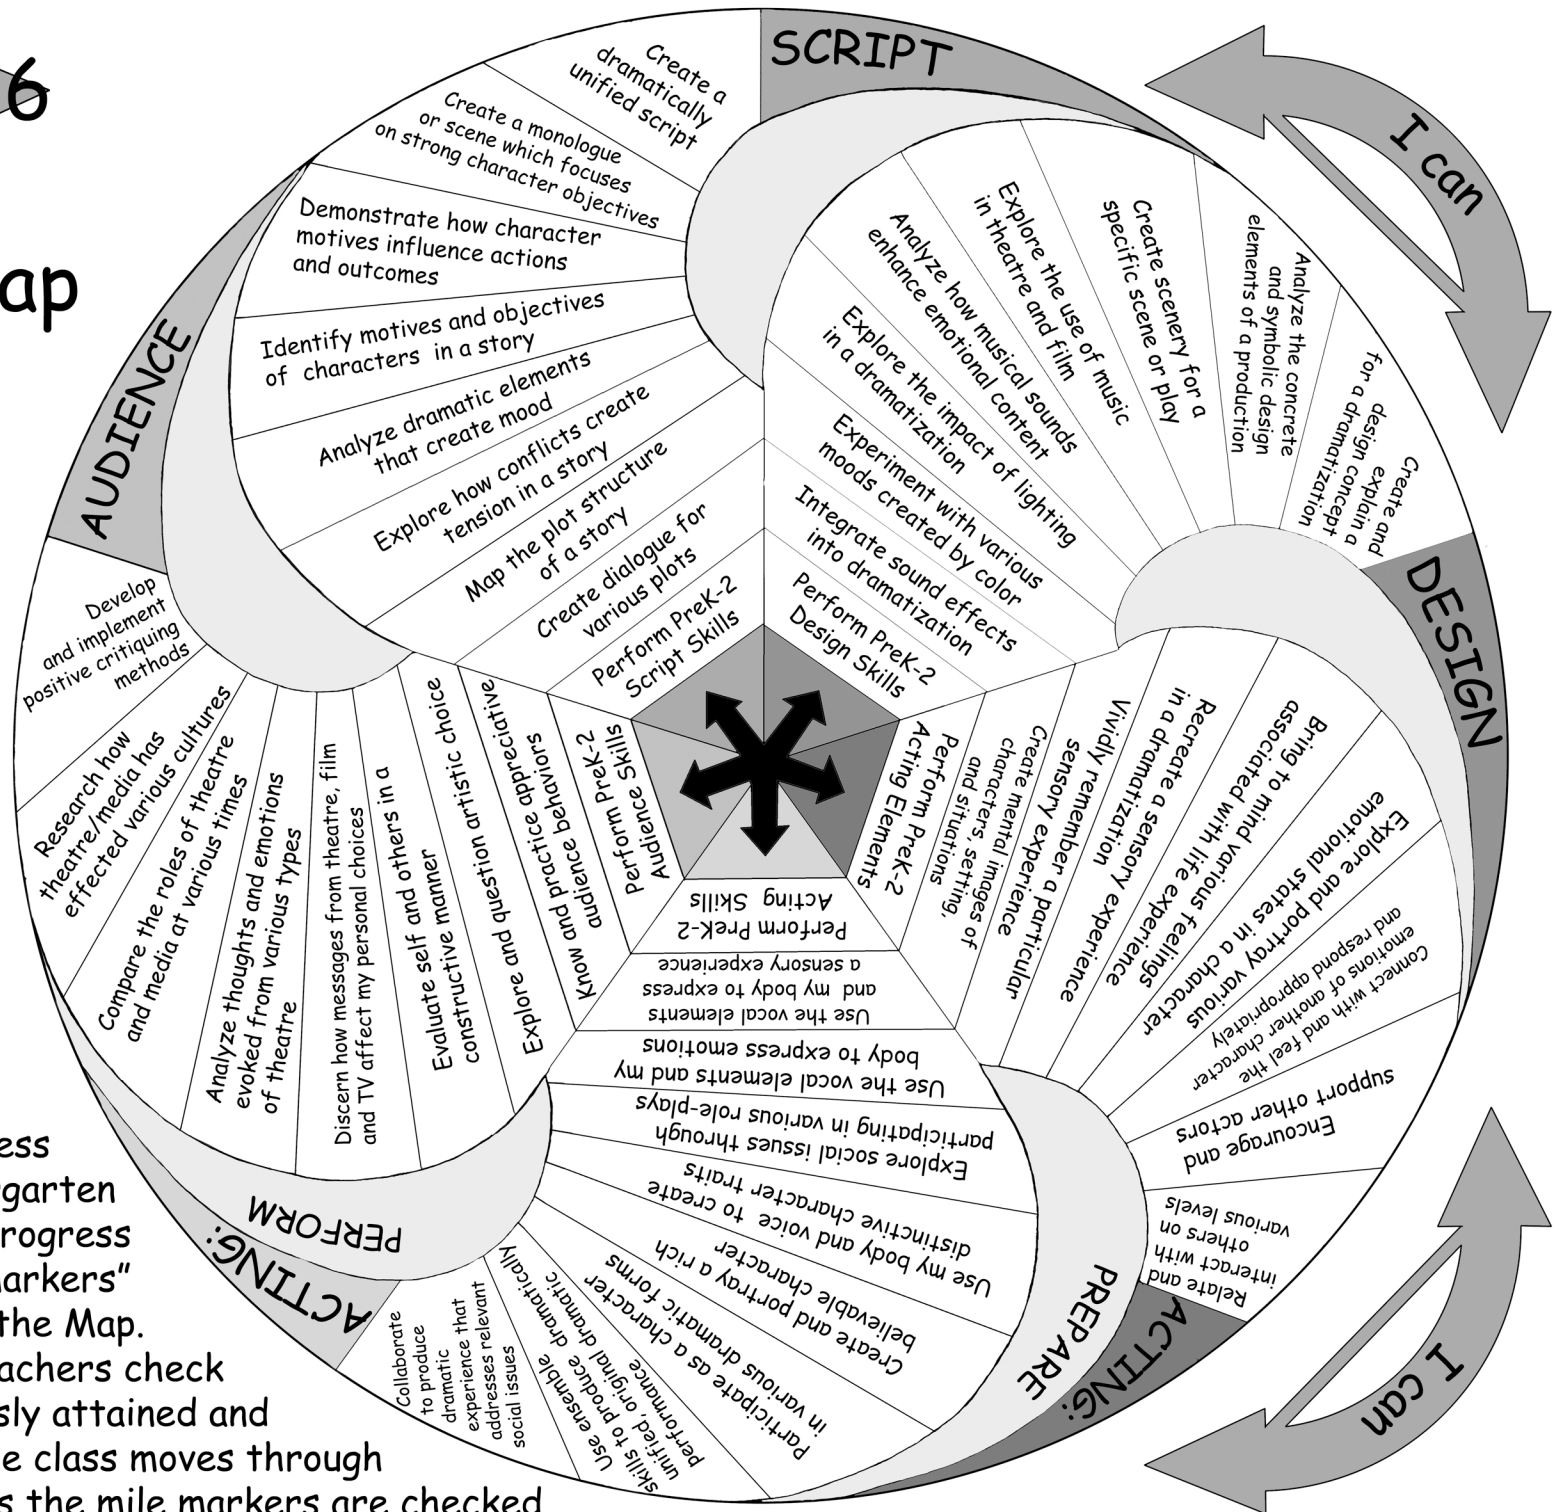 6
ap
SCRIPT
Create a
dramatically
unified script
Create a monologue
or scene which focuses
on strong character objectives
Demonstrate how character
motives influence actions
and outcomes
Identify motives and objectives
of characters in a story
Analyze dramatic elements
that create mood
Explore how conflicts create
tension in a story
Map the plot structure
of a story
Create dialogue for
various plots
Perform PreK-2
Script Skills
DESIGN
Create and
explain a
design concept
for a dramatization
Analyze the concrete
and symbolic design
elements of a production
Create scenery for a
specific scene or play
Explore the use of music
in theatre and film
Analyze how musical sounds
enhance emotional content
Explore the impact of lighting
in a dramatization
Experiment with various
moods created by color
Integrate sound effects
into dramatization
Perform PreK-2
Design Skills
ACTING:
PREPARE
Relate and
interact with
others on
various levels
Encourage and
support other actors
Connect with and feel the
emotions of another character
and respond appropriately
Explore and portray various
emotional states in a character
Bring to mind various feelings
associated with life experience
Recreate a sensory experience
in a dramatization
Vividly remember a particular
sensory experience
Create mental images of
characters, setting,
and situations
Perform PreK-2
Acting Elements
ACTING:
PERFORM
Collaborate
to produce
dramatic
experience that
addresses relevant
social issues
Use ensemble
skills to produce dramatically
unified, original dramatic
performance
Participate as a character
in various dramatic forms
Create and portray a rich
believable character
Use my body and voice to create
distinctive character traits
Explore social issues through
participating in various role-plays
Use the vocal elements and my
body to express emotions
Use the vocal elements
and my body to express
a sensory experience
Perform PreK-2
Acting Skills
AUDIENCE
Develop
and implement
positive critiquing
methods
Research how
theatre/media has
effected various cultures
Compare the roles of theatre
and media at various times
Analyze thoughts and emotions
evoked from various types
of theatre
Discern how messages from theatre, film
and TV affect my personal choices
Evaluate self and others in a
constructive manner
Explore and question artistic choice
Know and practice appreciative
audience behaviors
Perform PreK-2
Audience Skills
I can
I can
ess
garten
rogress
arkers”
the Map.
achers check
sly attained and
e class moves through
s the mile markers are checked